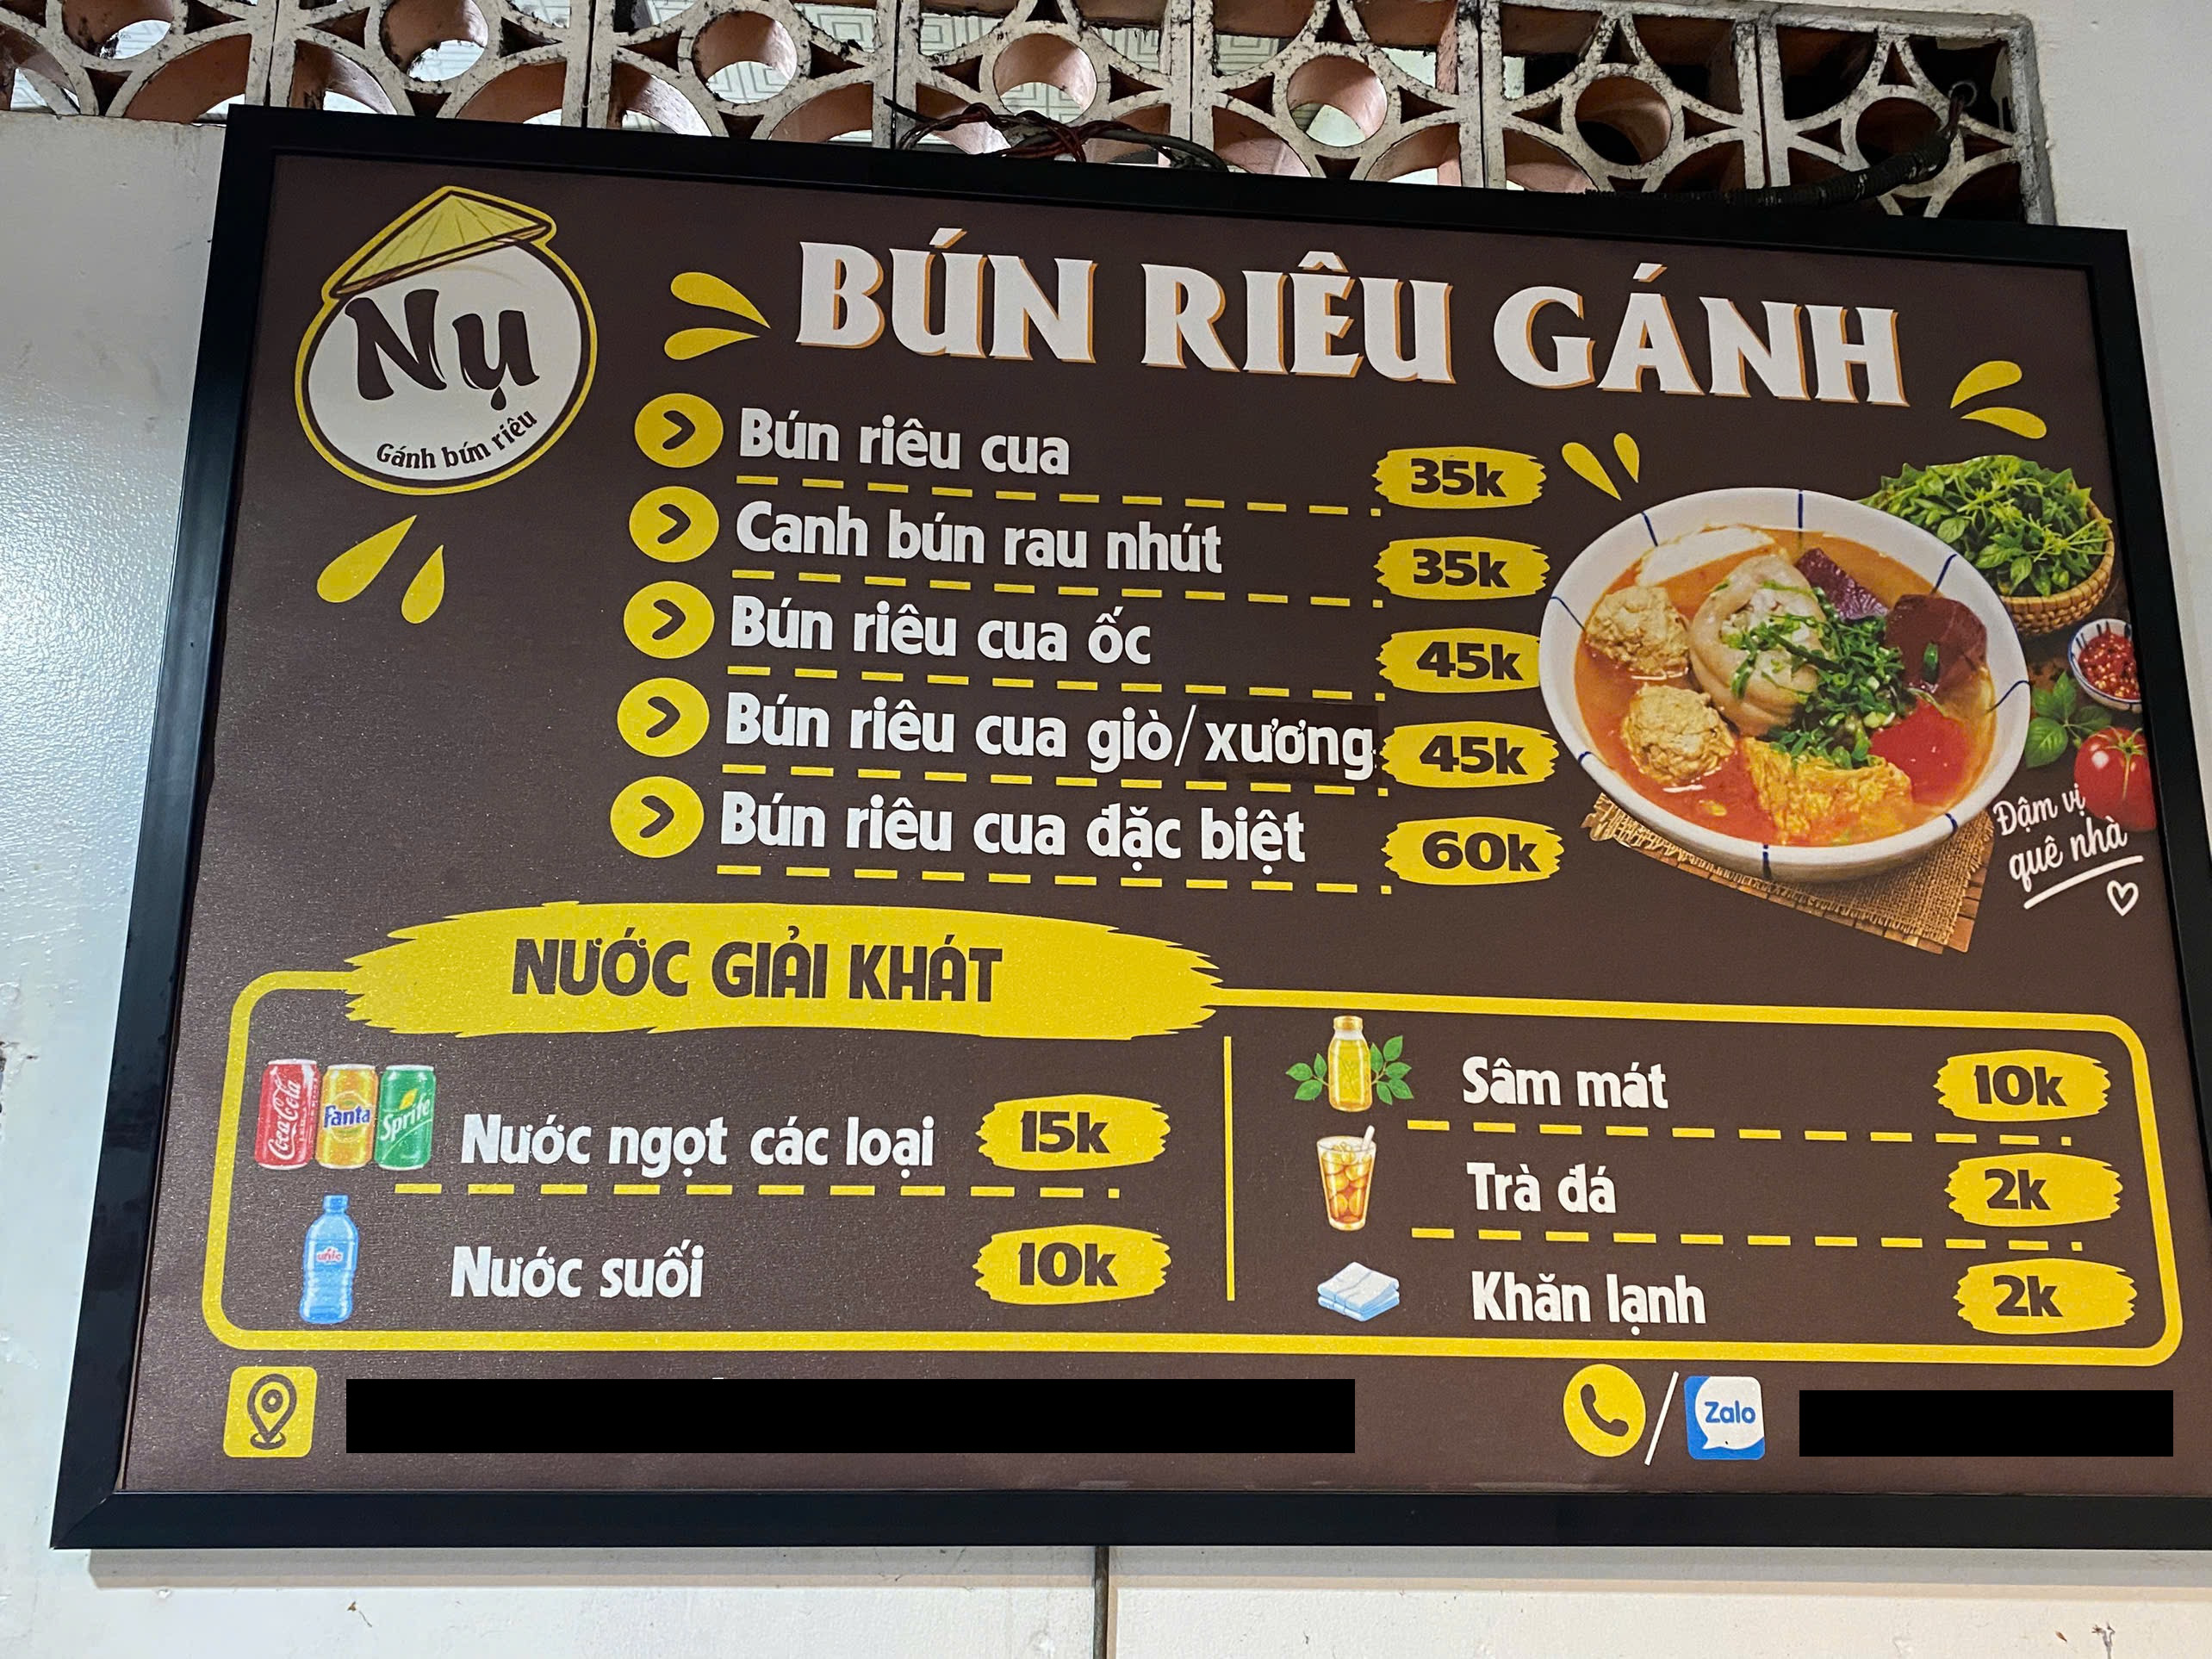 Nụ
Gánh bún riêu
BÚN RIÊU GÁNH
Bún riêu cua 35k
Canh bún rau nhút 35k
Bún riêu cua ốc 45k
Bún riêu cua giò/xương 45k
Bún riêu cua đặc biệt 60k
Đậm vị
quê nhà
NƯỚC GIẢI KHÁT
Coca-Cola
Fanta
Sprite
Nước ngọt các loại 15k
Nước suối 10k
Sâm mát 10k
Trà đá 2k
Khăn lạnh 2k
Zalo